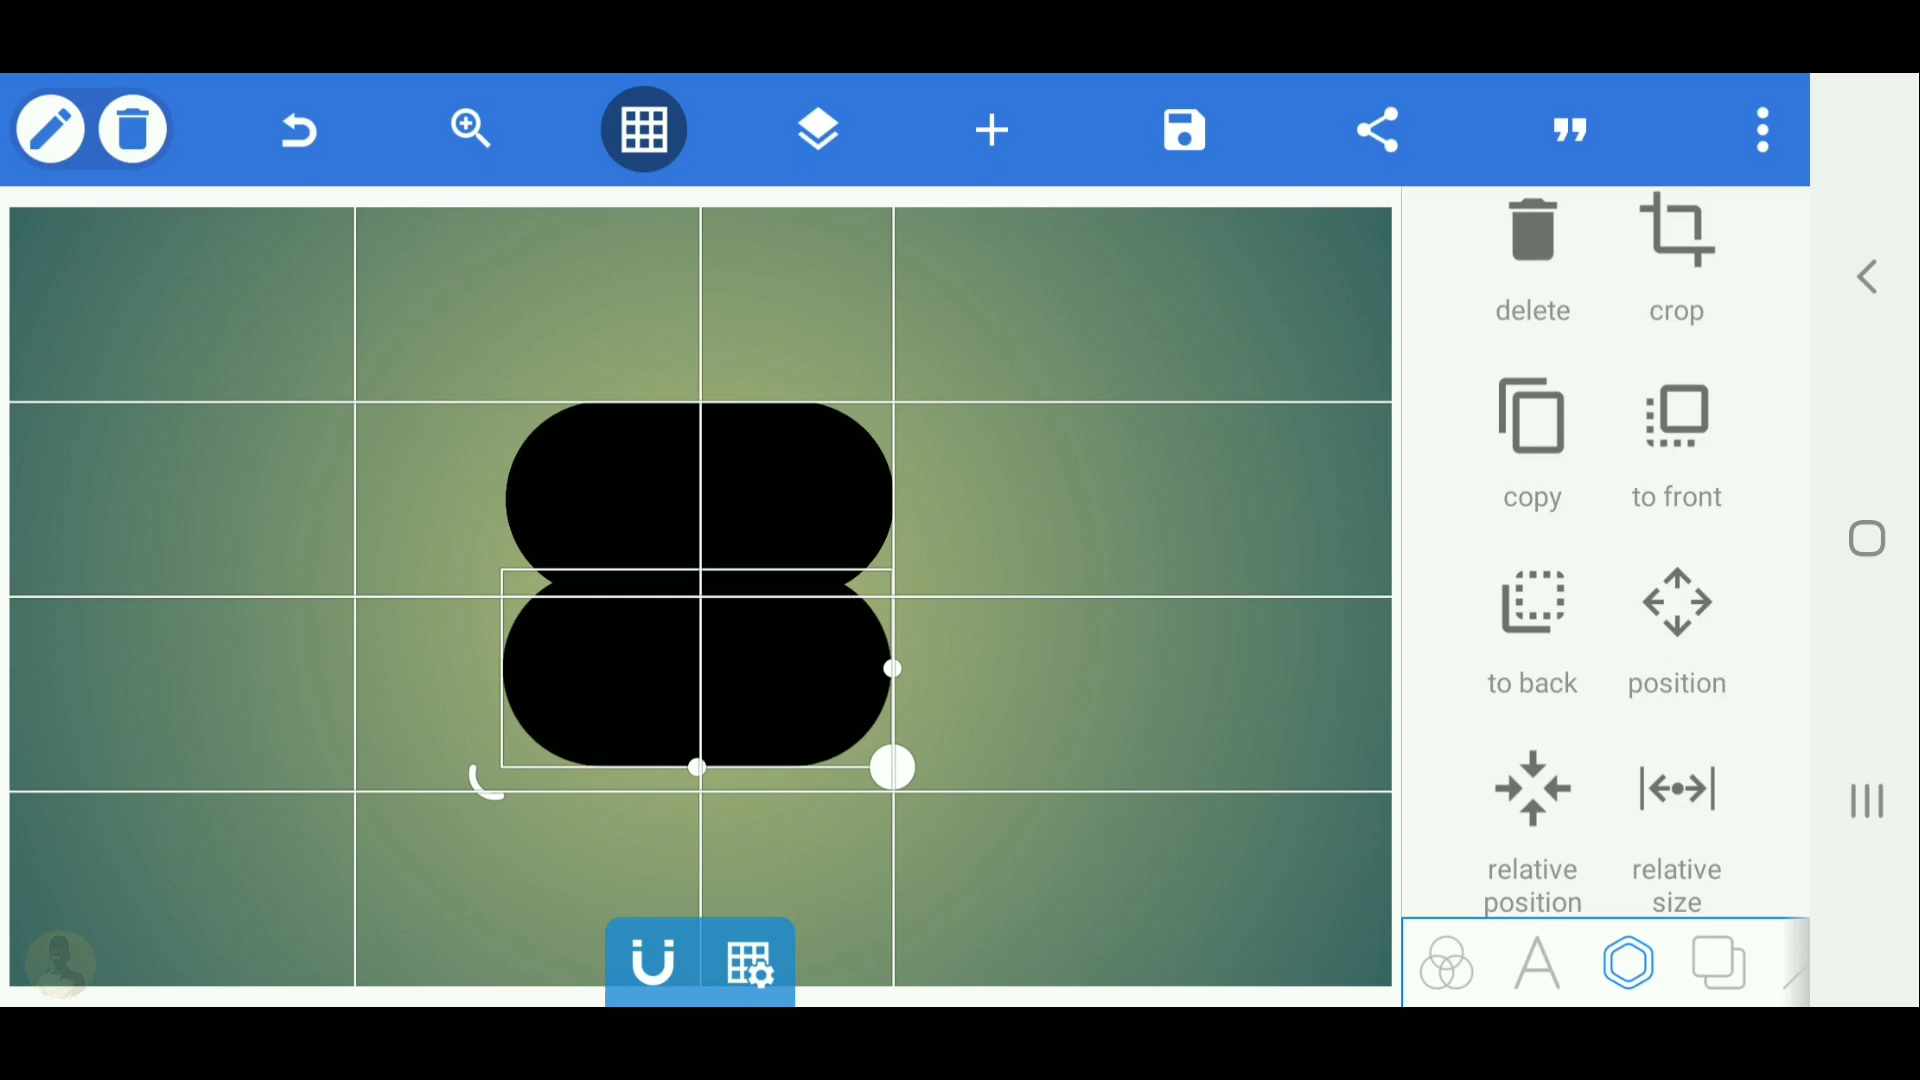 delete
crop
copy
to front
to back
position
relative
position
relative
size